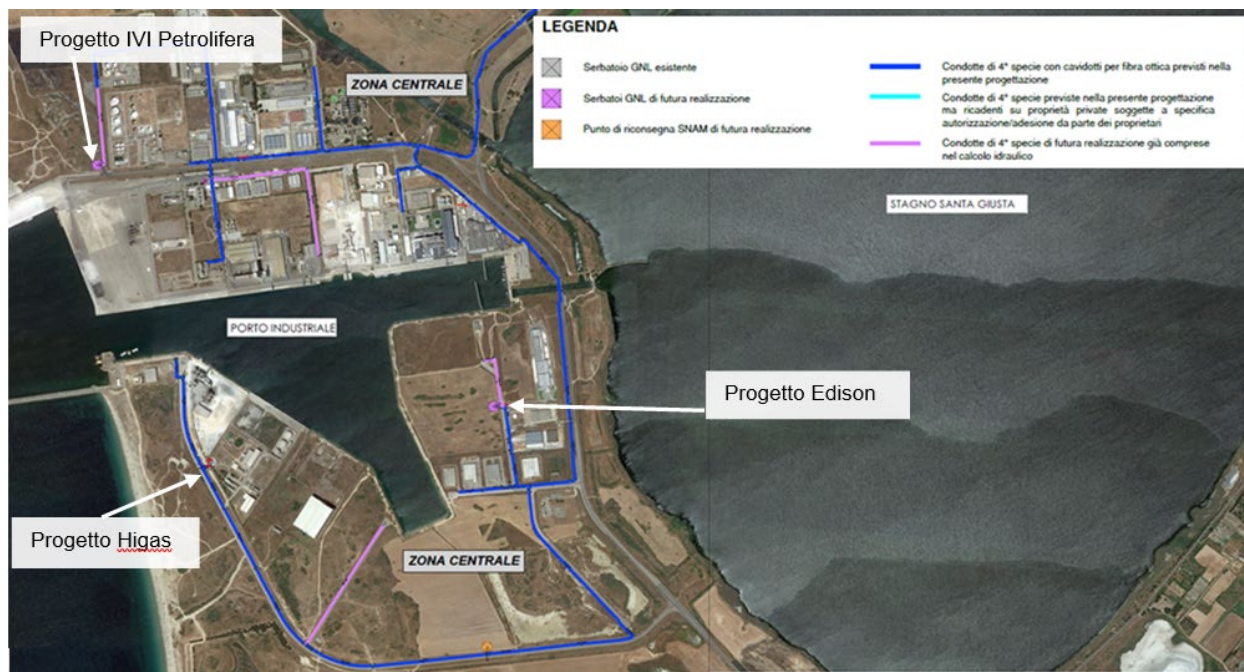 Progetto IVI Petrolifera
ZONA CENTRALE
LEGENDA
Serbatoio GNL esistente
Serbatoi GNL di futura realizzazione
Punto di riconsegna SNAM di futura realizzazione
Condotte di 4° specie con cavidotti per fibra ottica previsti nella
presente progettazione
Condotte di 4° specie previste nella presente progettazione
ma ricadenti su proprietà private soggette a specifica
autorizzazione/adesione da parte dei proprietari
Condotte di 4° specie di futura realizzazione già comprese
nel calcolo idraulico
STAGNO SANTA GIUSTA
PORTO INDUSTRIALE
Progetto Edison
Progetto Higas
ZONA CENTRALE